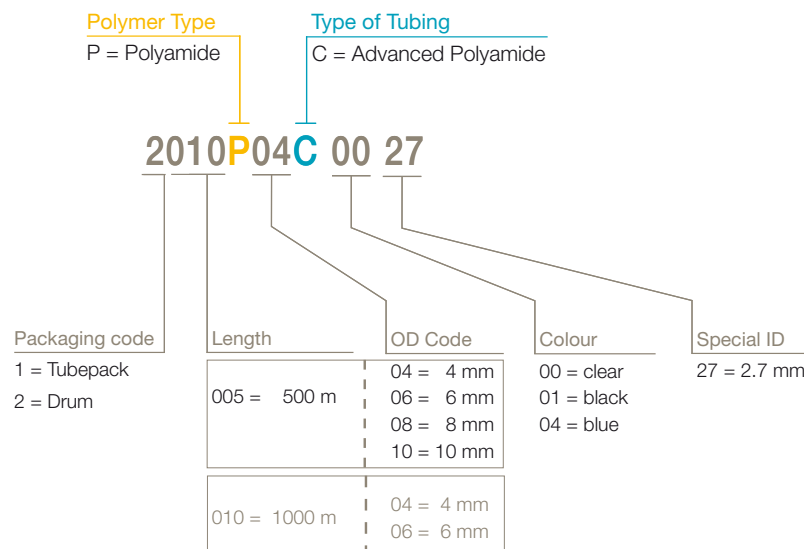 Polymer Type
P = Polyamide
Type of Tubing
C = Advanced Polyamide
2010P04C 00 27
Packaging code
1 = Tubepack
2 = Drum
Length
005 = 500 m
010 = 1000 m
OD Code
04 = 4 mm
06 = 6 mm
08 = 8 mm
10 = 10 mm
04 = 4 mm
06 = 6 mm
Colour
00 = clear
01 = black
04 = blue
Special ID
27 = 2.7 mm